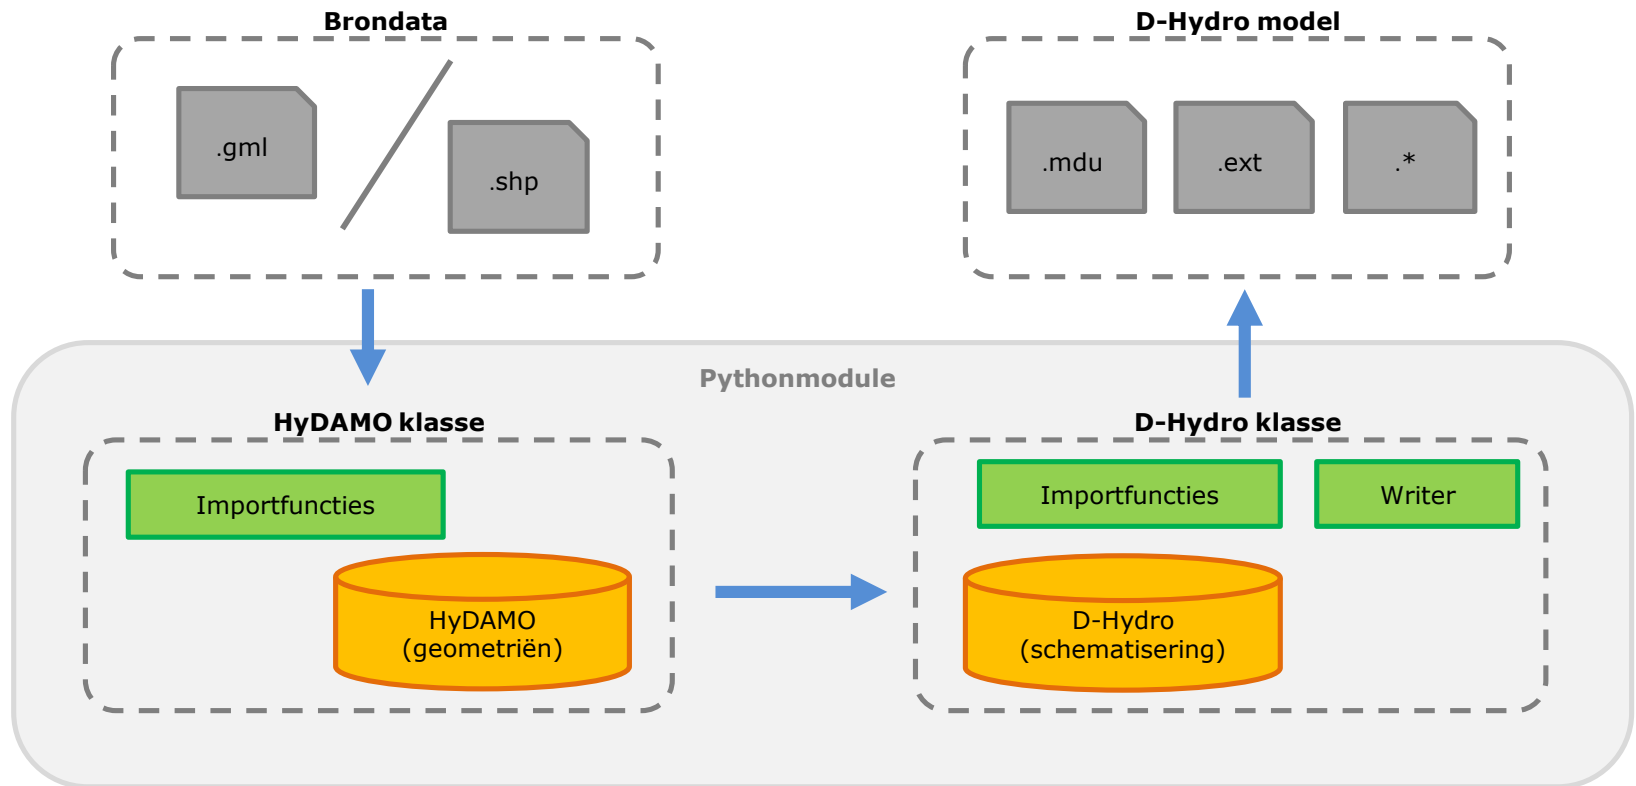 Brondata
D-Hydro model
.gml
.shp
.mdu
.ext
.*
Pythonmodule
HyDAMO klasse
D-Hydro klasse
Importfuncties
HyDAMO
(geometriën)
Importfuncties
Writer
D-Hydro
(schematisering)